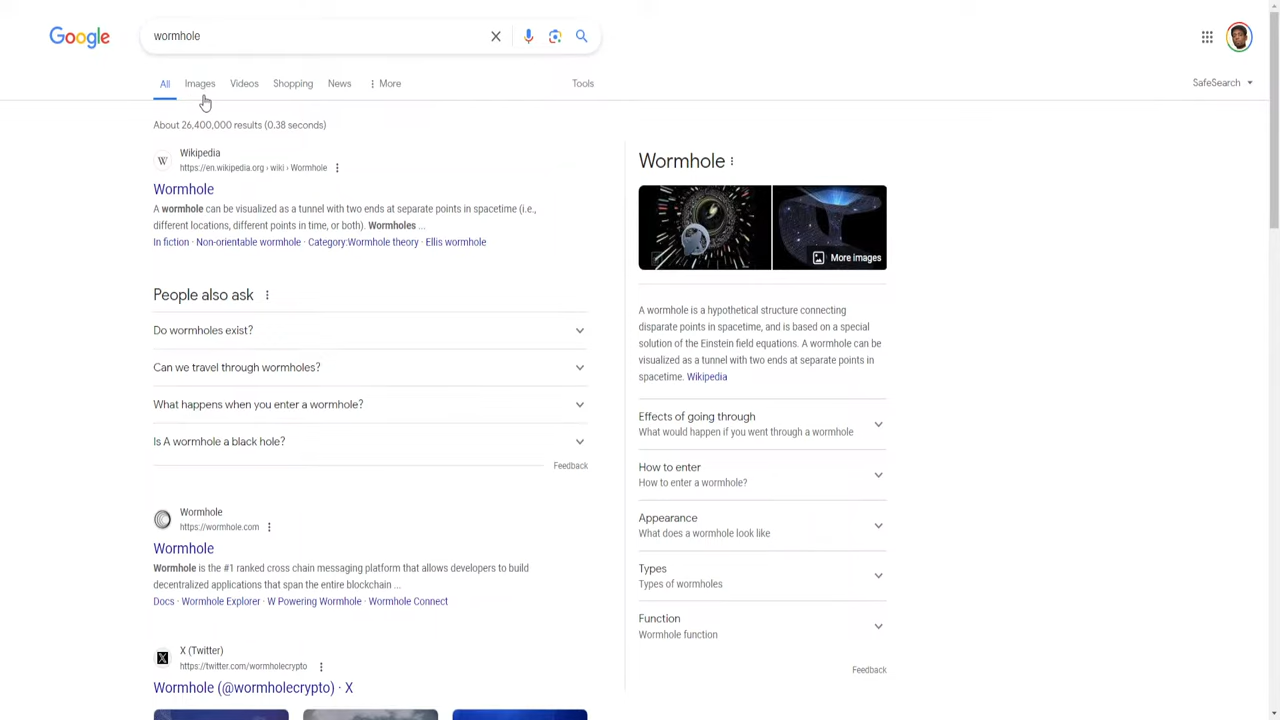 Google
wormhole
All Images Videos Shopping News More Tools
SafeSearch
About 26,400,000 results (0.38 seconds)
W
Wikipedia
https://en.wikipedia.org › wiki › Wormhole
Wormhole
A wormhole can be visualized as a tunnel with two ends at separate points in spacetime (i.e.,
different locations, different points in time, or both). Wormholes ...
In fiction · Non-orientable wormhole · Category:Wormhole theory · Ellis wormhole
People also ask
Do wormholes exist?
Can we travel through wormholes?
What happens when you enter a wormhole?
Is A wormhole a black hole?
Feedback
Wormhole
https://wormhole.com
Wormhole
Wormhole is the #1 ranked cross chain messaging platform that allows developers to build
decentralized applications that span the entire blockchain ...
Docs · Wormhole Explorer · W Powering Wormhole · Wormhole Connect
X (Twitter)
https://twitter.com/wormholecrypto
Wormhole (@wormholecrypto) · X
Wormhole
More images
A wormhole is a hypothetical structure connecting
disparate points in spacetime, and is based on a special
solution of the Einstein field equations. A wormhole can be
visualized as a tunnel with two ends at separate points in
spacetime. Wikipedia
Effects of going through
What would happen if you went through a wormhole
How to enter
How to enter a wormhole?
Appearance
What does a wormhole look like
Types
Types of wormholes
Function
Wormhole function
Feedback